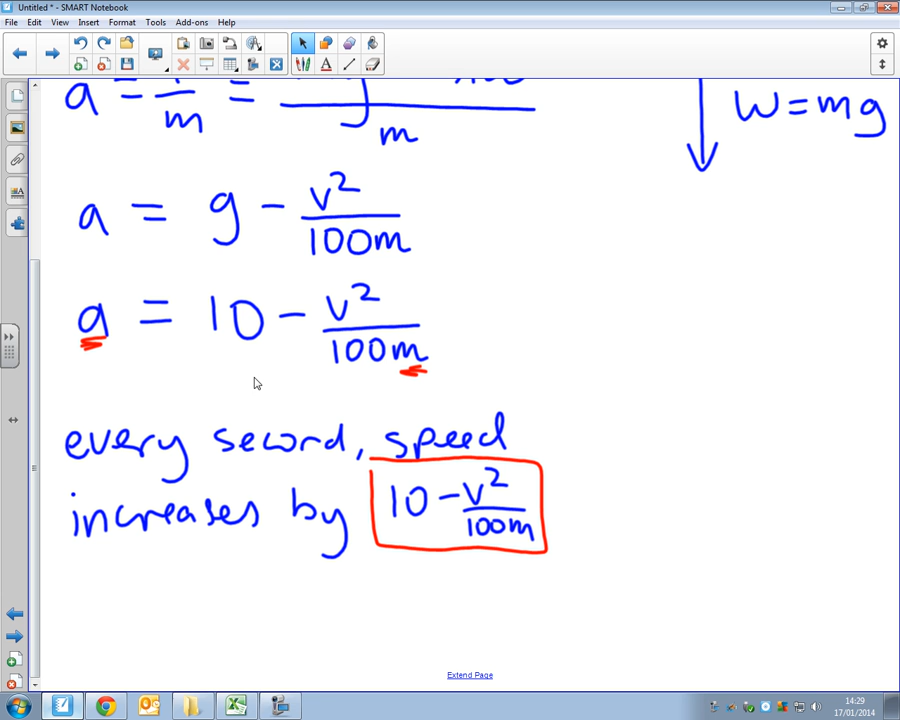 Untitled * - SMART Notebook
File Edit View Insert Format Tools Add-ons Help
a = — = —
m m
W = mg
a = g - v²/100m
a = 10 - v²/100m
every second, speed
increases by 10 - v²/100m
Extend Page
14:29
17/01/2014